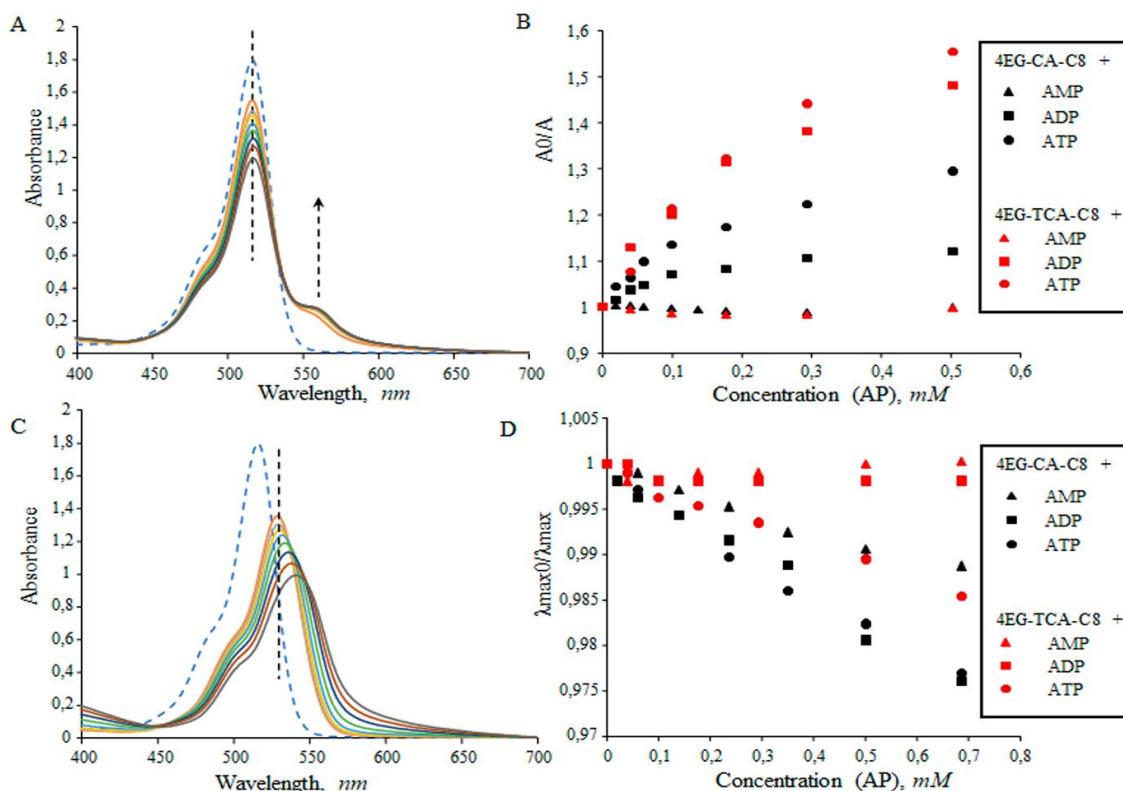 A
2
1,8
1,6
1,4
1,2
1
0,8
0,6
0,4
0,2
0
Absorbance
400 450 500 550 600 650 700
Wavelength, nm
B
1,6
1,5
1,4
1,3
1,2
1,1
1
0,9
A0/A
0 0,1 0,2 0,3 0,4 0,5 0,6
Concentration (AP), mM
4EG-CA-C8 +
AMP
ADP
ATP
4EG-TCA-C8 +
AMP
ADP
ATP
C
2
1,8
1,6
1,4
1,2
1
0,8
0,6
0,4
0,2
0
Absorbance
400 450 500 550 600 650 700
Wavelength, nm
D
1,005
1
0,995
0,99
0,985
0,98
0,975
0,97
λmax0/λmax
0 0,1 0,2 0,3 0,4 0,5 0,6 0,7 0,8
Concentration (AP), mM
4EG-CA-C8 +
AMP
ADP
ATP
4EG-TCA-C8 +
AMP
ADP
ATP